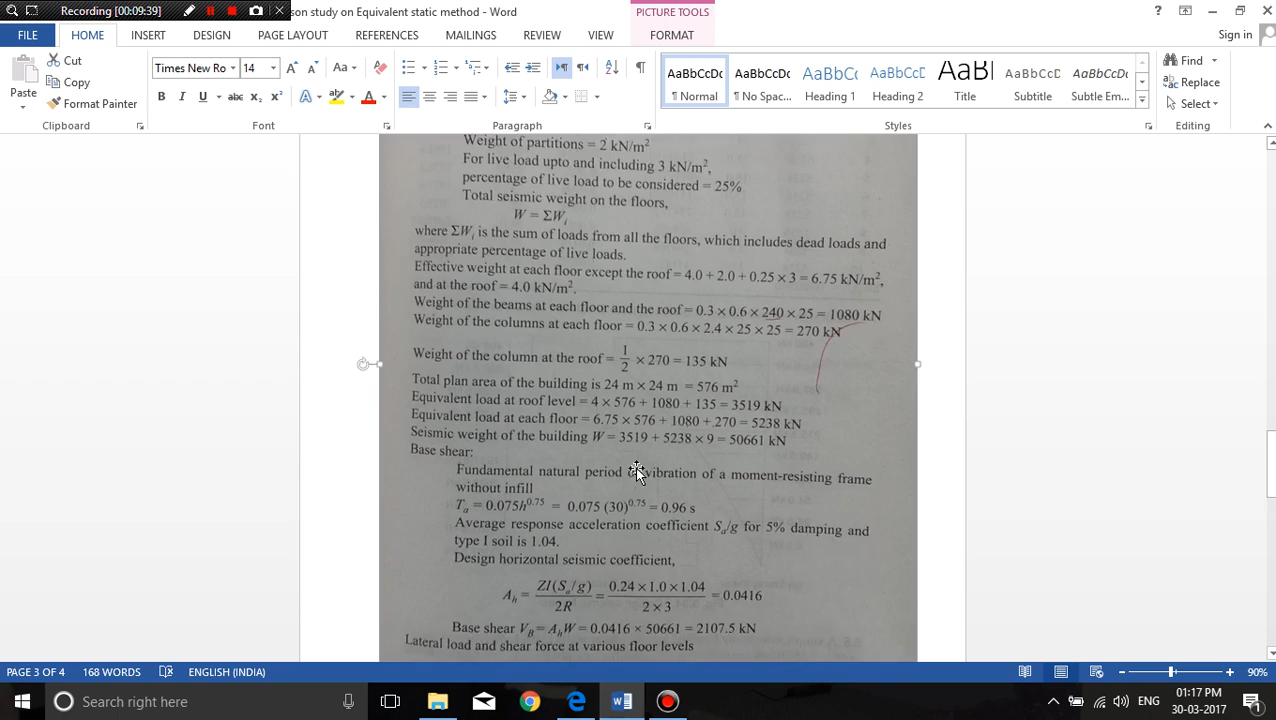 Recording [00:09:39]
son study on Equivalent static method - Word
PICTURE TOOLS
Sign in
FILE HOME INSERT DESIGN PAGE LAYOUT REFERENCES MAILINGS REVIEW VIEW FORMAT
Paste
Cut
Copy
Format Painter
Clipboard
Times New Ro 14
Font
Paragraph
AaBbCcDc AaBbCcDc AaBbC AaBbCcD AaBl AaBbCcD AaBbCcDc
¶ Normal ¶ No Spac... Heading 1 Heading 2 Title Subtitle Subtle Em...
Styles
Find
Replace
Select
Editing
Weight of partitions = 2 kN/m²
For live load upto and including 3 kN/m²,
percentage of live load to be considered = 25%
Total seismic weight on the floors,
W = ΣWᵢ
where ΣWᵢ is the sum of loads from all the floors, which includes dead loads and
appropriate percentage of live loads.
Effective weight at each floor except the roof = 4.0 + 2.0 + 0.25 × 3 = 6.75 kN/m²,
and at the roof = 4.0 kN/m².
Weight of the beams at each floor and the roof = 0.3 × 0.6 × 240 × 25 = 1080 kN
Weight of the columns at each floor = 0.3 × 0.6 × 2.4 × 25 × 25 = 270 kN
Weight of the column at the roof = 1/2 × 270 = 135 kN
Total plan area of the building is 24 m × 24 m = 576 m²
Equivalent load at roof level = 4 × 576 + 1080 + 135 = 3519 kN
Equivalent load at each floor = 6.75 × 576 + 1080 + 270 = 5238 kN
Seismic weight of the building W = 3519 + 5238 × 9 = 50661 kN
Base shear:
Fundamental natural period of vibration of a moment-resisting frame
without infill
Tₐ = 0.075h^0.75 = 0.075 (30)^0.75 = 0.96 s
Average response acceleration coefficient Sₐ/g for 5% damping and
type I soil is 1.04.
Design horizontal seismic coefficient,
Aₕ = ZI(Sₐ/g)/2R = 0.24 × 1.0 × 1.04/2 × 3 = 0.0416
Base shear V_B = AₕW = 0.0416 × 50661 = 2107.5 kN
Lateral load and shear force at various floor levels
PAGE 3 OF 4 168 WORDS ENGLISH (INDIA) 90%
Search right here
ENG
01:17 PM
30-03-2017